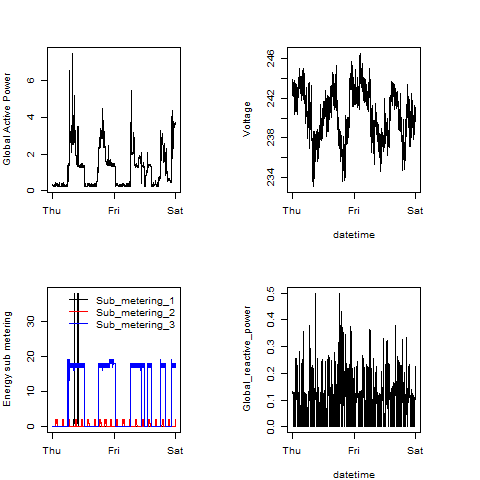 Global Active Power
6
4
2
0
Thu
Fri
Sat
Voltage
246
242
238
234
Thu
Fri
Sat
datetime
Energy sub metering
30
20
10
0
Sub_metering_1
Sub_metering_2
Sub_metering_3
Thu
Fri
Sat
Global_reactive_power
0.5
0.4
0.3
0.2
0.1
0.0
Thu
Fri
Sat
datetime